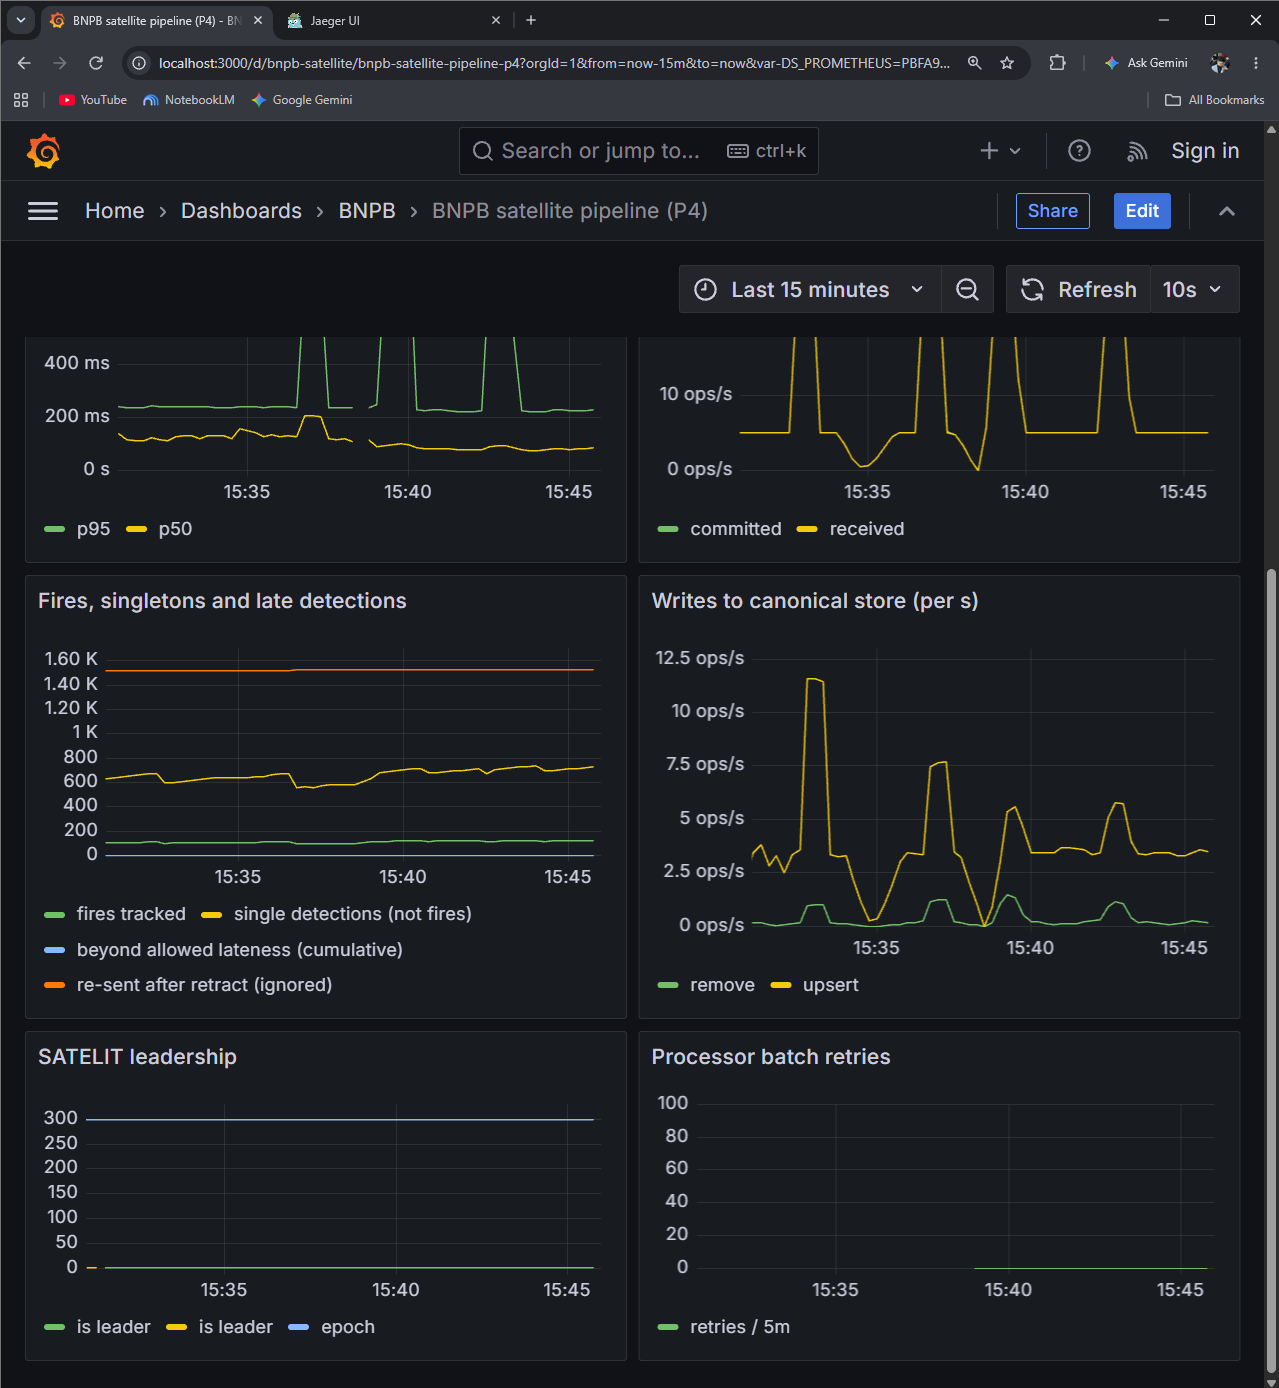 BNPB satellite pipeline (P4) - BN
Jaeger UI
localhost:3000/d/bnpb-satellite/bnpb-satellite-pipeline-p4?orgId=1&from=now-15m&to=now&var-DS_PROMETHEUS=PBFA9...
Ask Gemini
YouTube
NotebookLM
Google Gemini
All Bookmarks
Search or jump to...
ctrl+k
Sign in
Home › Dashboards › BNPB › BNPB satellite pipeline (P4)
Share
Edit
Last 15 minutes
Refresh
10s
400 ms
200 ms
0 s
15:35 15:40 15:45
p95 p50
10 ops/s
0 ops/s
15:35 15:40 15:45
committed received
Fires, singletons and late detections
1.60 K
1.40 K
1.20 K
1 K
800
600
400
200
0
15:35 15:40 15:45
fires tracked single detections (not fires)
beyond allowed lateness (cumulative)
re-sent after retract (ignored)
Writes to canonical store (per s)
12.5 ops/s
10 ops/s
7.5 ops/s
5 ops/s
2.5 ops/s
0 ops/s
15:35 15:40 15:45
remove upsert
SATELIT leadership
300
250
200
150
100
50
0
15:35 15:40 15:45
is leader is leader epoch
Processor batch retries
100
80
60
40
20
0
15:35 15:40 15:45
retries / 5m